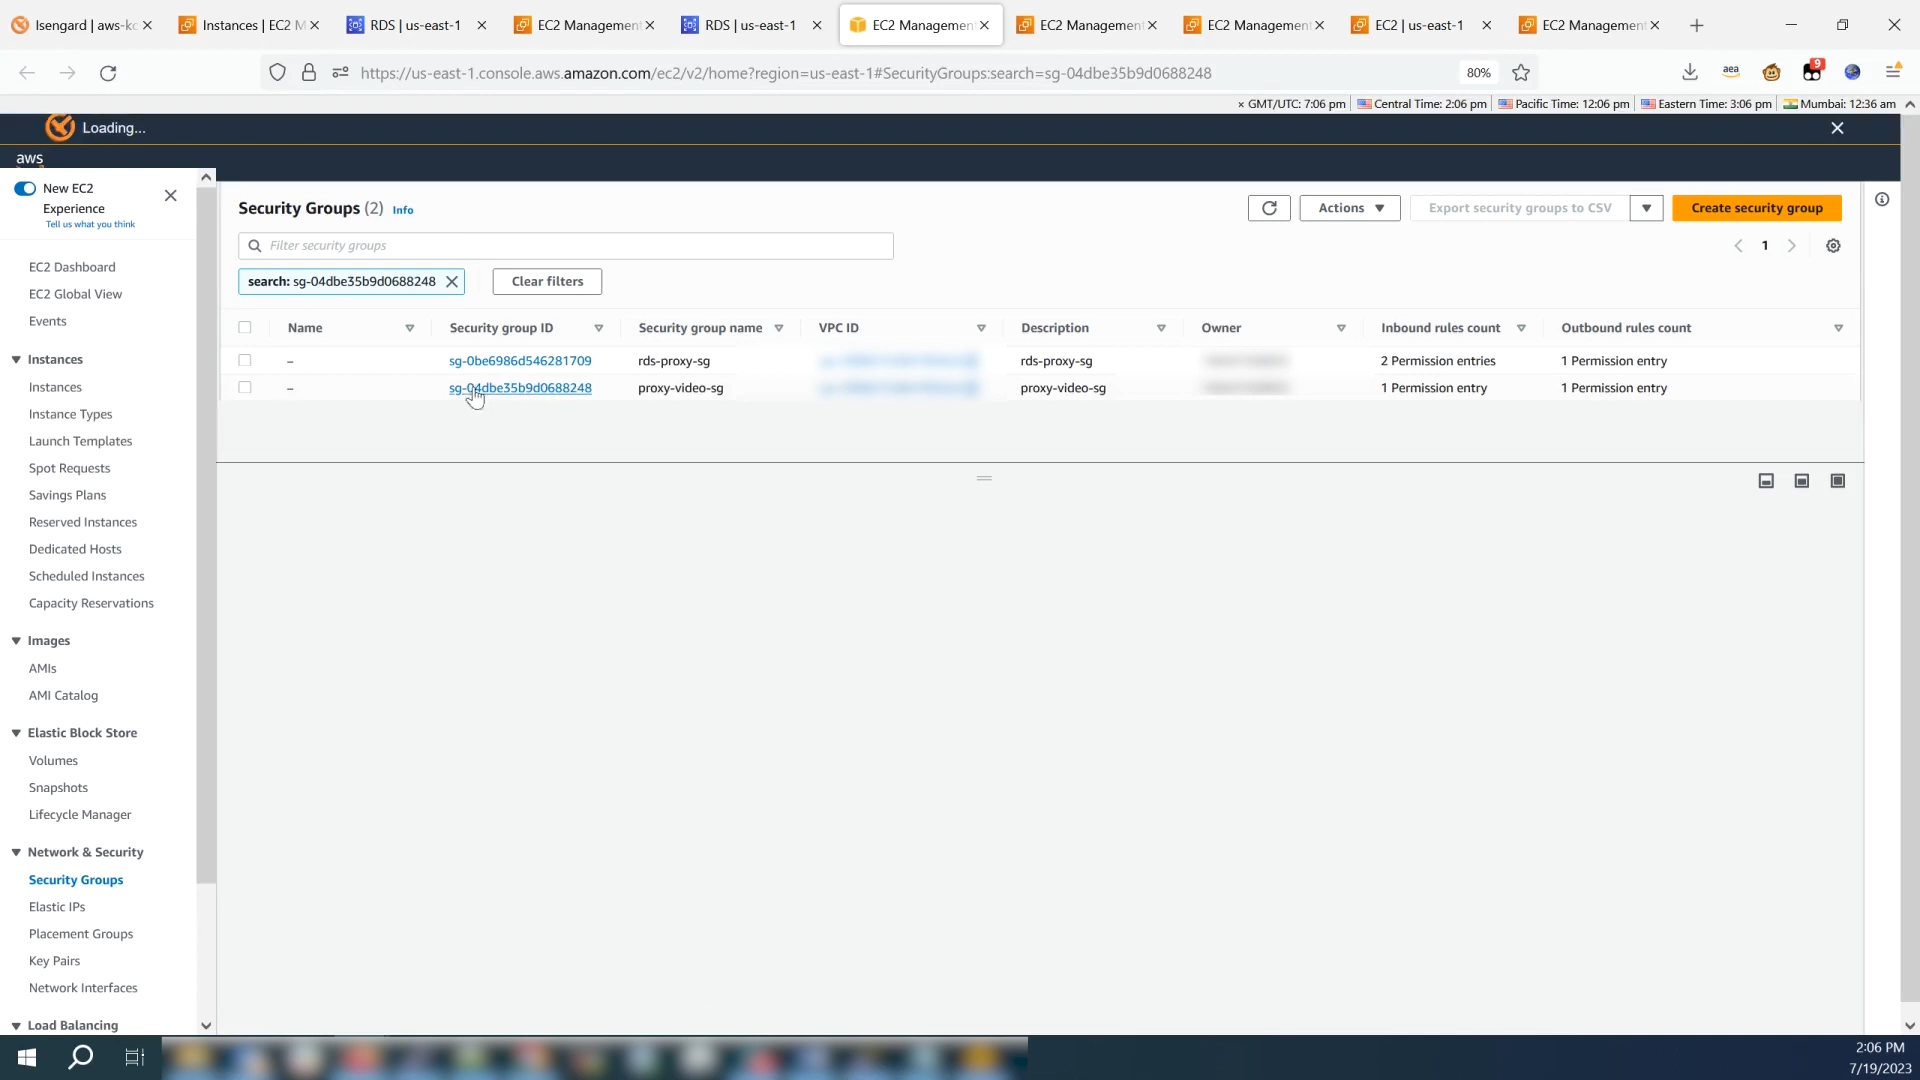 Isengard | aws-kc
Instances | EC2 M
RDS | us-east-1
EC2 Management
RDS | us-east-1
EC2 Management
EC2 Management
EC2 Management
EC2 | us-east-1
EC2 Management
https://us-east-1.console.aws.amazon.com/ec2/v2/home?region=us-east-1#SecurityGroups:search=sg-04dbe35b9d0688248
80%
aea
9
× GMT/UTC: 7:06 pm
Central Time: 2:06 pm
Pacific Time: 12:06 pm
Eastern Time: 3:06 pm
Mumbai: 12:36 am
Loading...
aws
New EC2
Experience
Tell us what you think
EC2 Dashboard
EC2 Global View
Events
Instances
Instances
Instance Types
Launch Templates
Spot Requests
Savings Plans
Reserved Instances
Dedicated Hosts
Scheduled Instances
Capacity Reservations
Images
AMIs
AMI Catalog
Elastic Block Store
Volumes
Snapshots
Lifecycle Manager
Network & Security
Security Groups
Elastic IPs
Placement Groups
Key Pairs
Network Interfaces
Load Balancing
Security Groups (2) Info
Actions
Export security groups to CSV
Create security group
Filter security groups
1
search: sg-04dbe35b9d0688248
Clear filters
Name Security group ID Security group name VPC ID Description Owner Inbound rules count Outbound rules count
– sg-0be6986d546281709 rds-proxy-sg rds-proxy-sg 2 Permission entries 1 Permission entry
– sg-04dbe35b9d0688248 proxy-video-sg proxy-video-sg 1 Permission entry 1 Permission entry
2:06 PM
7/19/2023